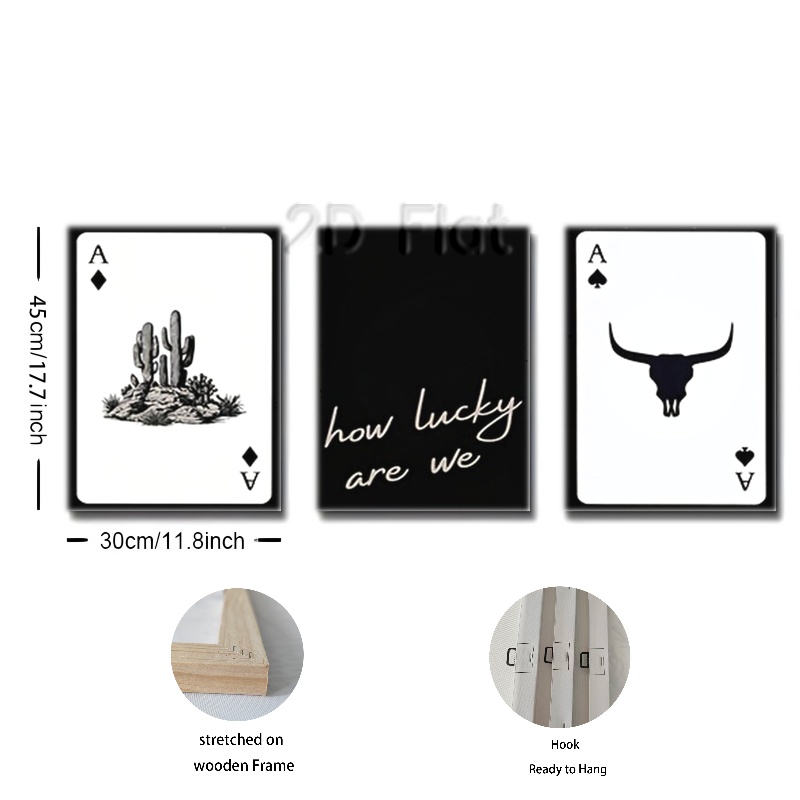 2D Flat
A
A
how lucky
are we
A
A
45cm/17.7inch
30cm/11.8inch
stretched on
wooden Frame
Hook
Ready to Hang